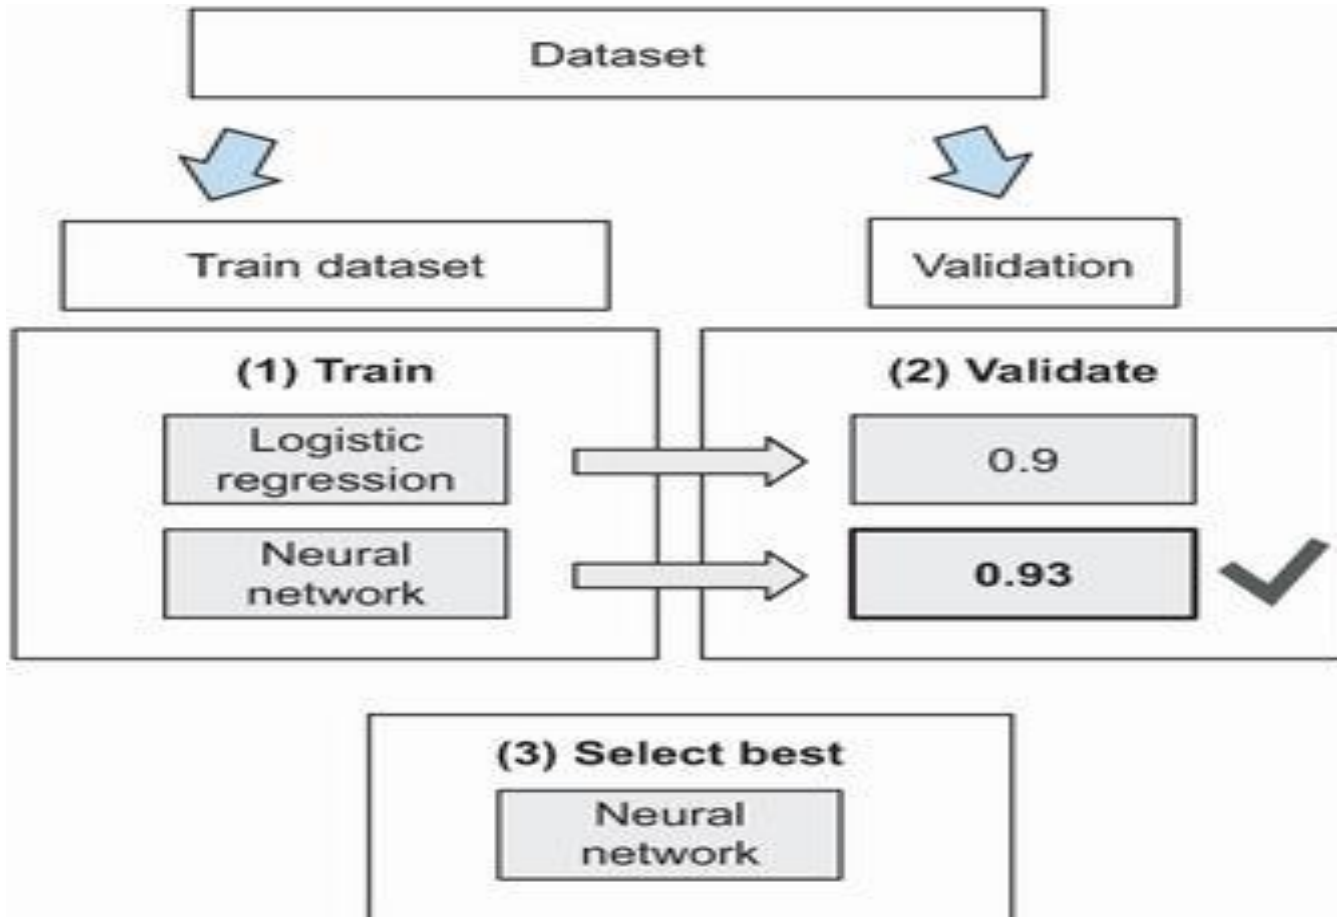 Dataset
Train dataset
Validation
(1) Train
Logistic
regression
Neural
network
(2) Validate
0.9
0.93
(3) Select best
Neural
network